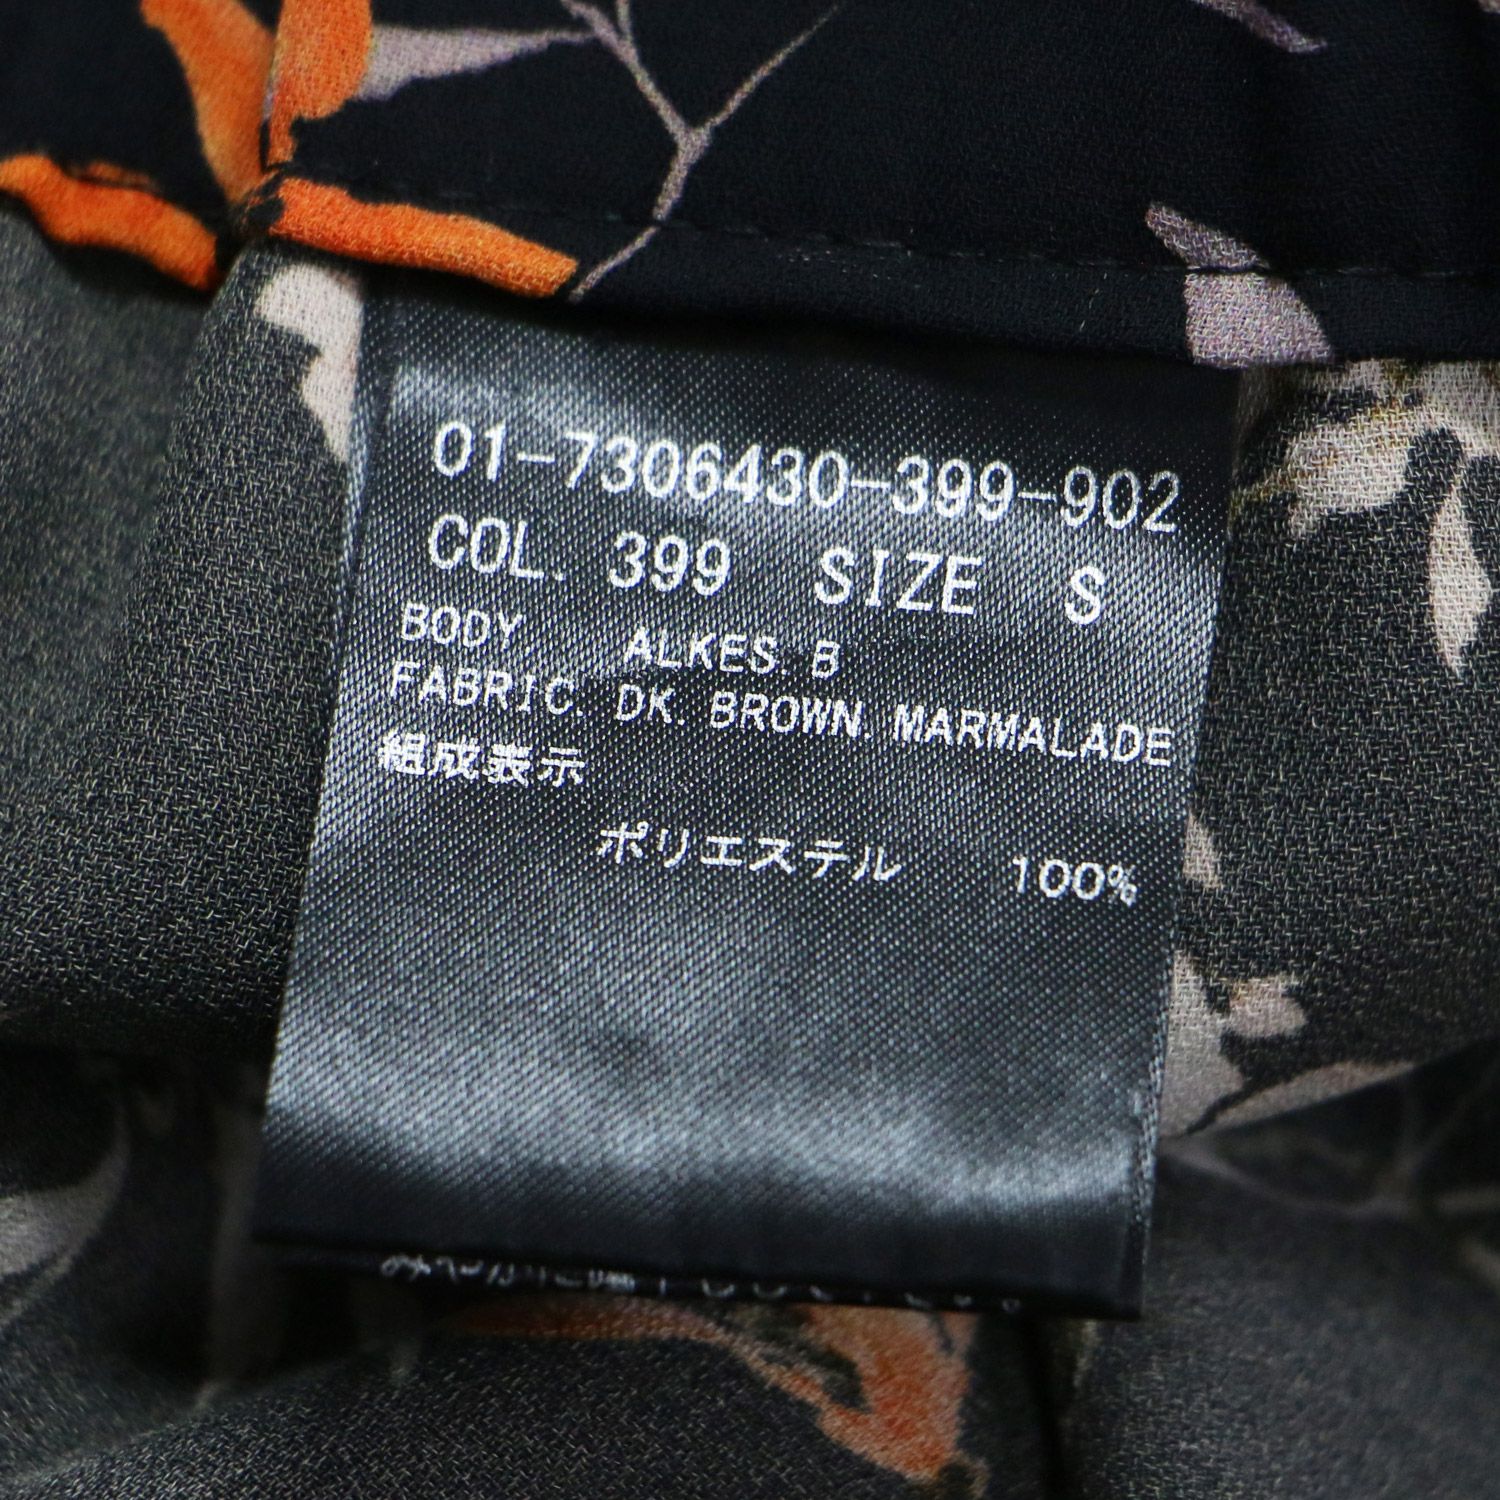 01-7306430-399-902
COL. 399 SIZE S
BODY ALKES. B
FABRIC. DK. BROWN. MARMALADE
組成表示
ポリエステル 100%